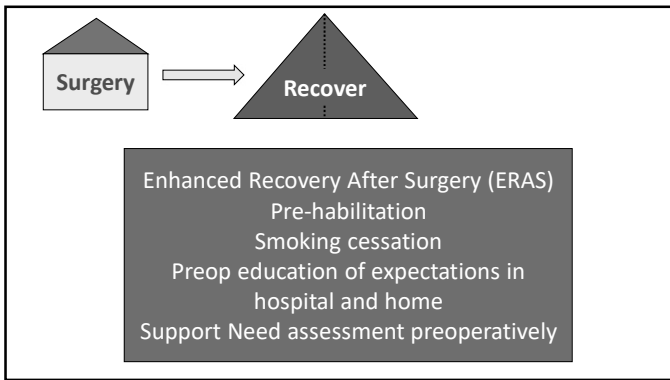 Surgery
Recover
Enhanced Recovery After Surgery (ERAS)
Pre-habilitation
Smoking cessation
Preop education of expectations in
hospital and home
Support Need assessment preoperatively